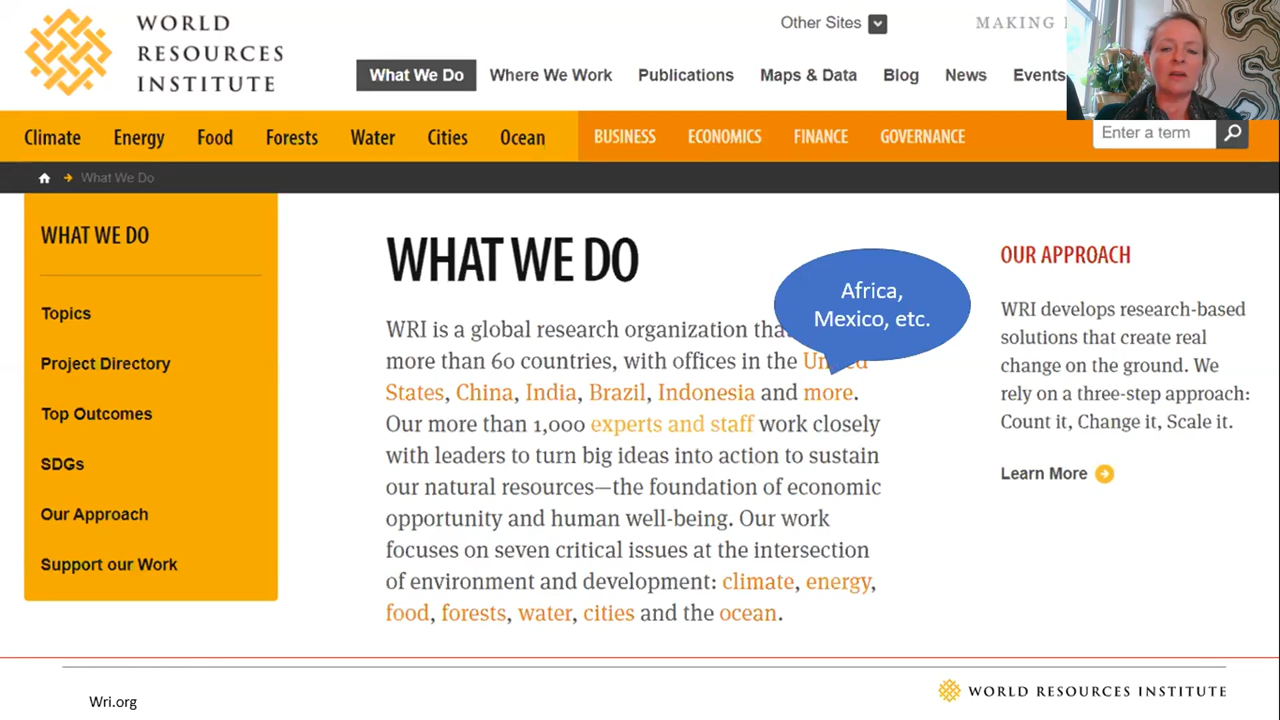 WORLD
RESOURCES
INSTITUTE
Other Sites
MAKING
What We Do
Where We Work
Publications
Maps & Data
Blog
News
Events
Climate
Energy
Food
Forests
Water
Cities
Ocean
BUSINESS
ECONOMICS
FINANCE
GOVERNANCE
Enter a term
What We Do
WHAT WE DO
Topics
Project Directory
Top Outcomes
SDGs
Our Approach
Support our Work
WHAT WE DO
WRI is a global research organization that
more than 60 countries, with offices in the United
States, China, India, Brazil, Indonesia and more.
Our more than 1,000 experts and staff work closely
with leaders to turn big ideas into action to sustain
our natural resources—the foundation of economic
opportunity and human well-being. Our work
focuses on seven critical issues at the intersection
of environment and development: climate, energy,
food, forests, water, cities and the ocean.
Africa,
Mexico, etc.
OUR APPROACH
WRI develops research-based
solutions that create real
change on the ground. We
rely on a three-step approach:
Count it, Change it, Scale it.
Learn More
Wri.org
WORLD RESOURCES INSTITUTE